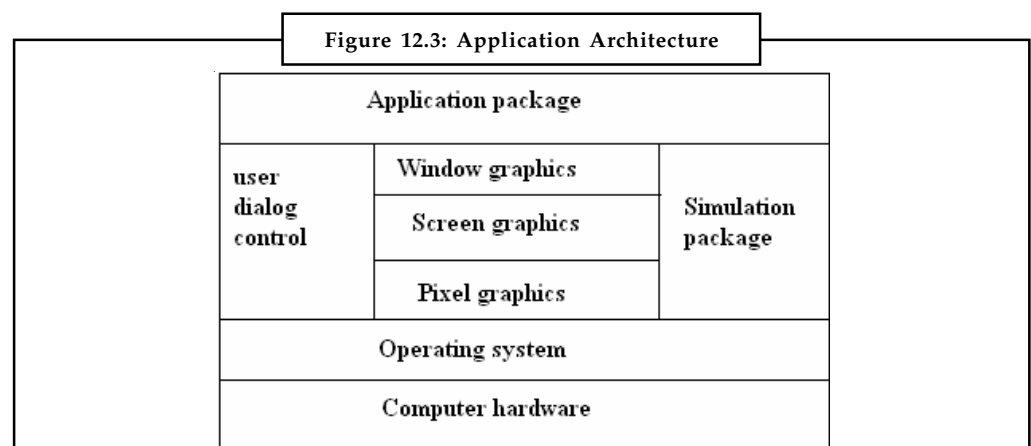 Figure 12.3: Application Architecture
Application package
user
dialog
control
Window graphics
Screen graphics
Pixel graphics
Simulation
package
Operating system
Computer hardware